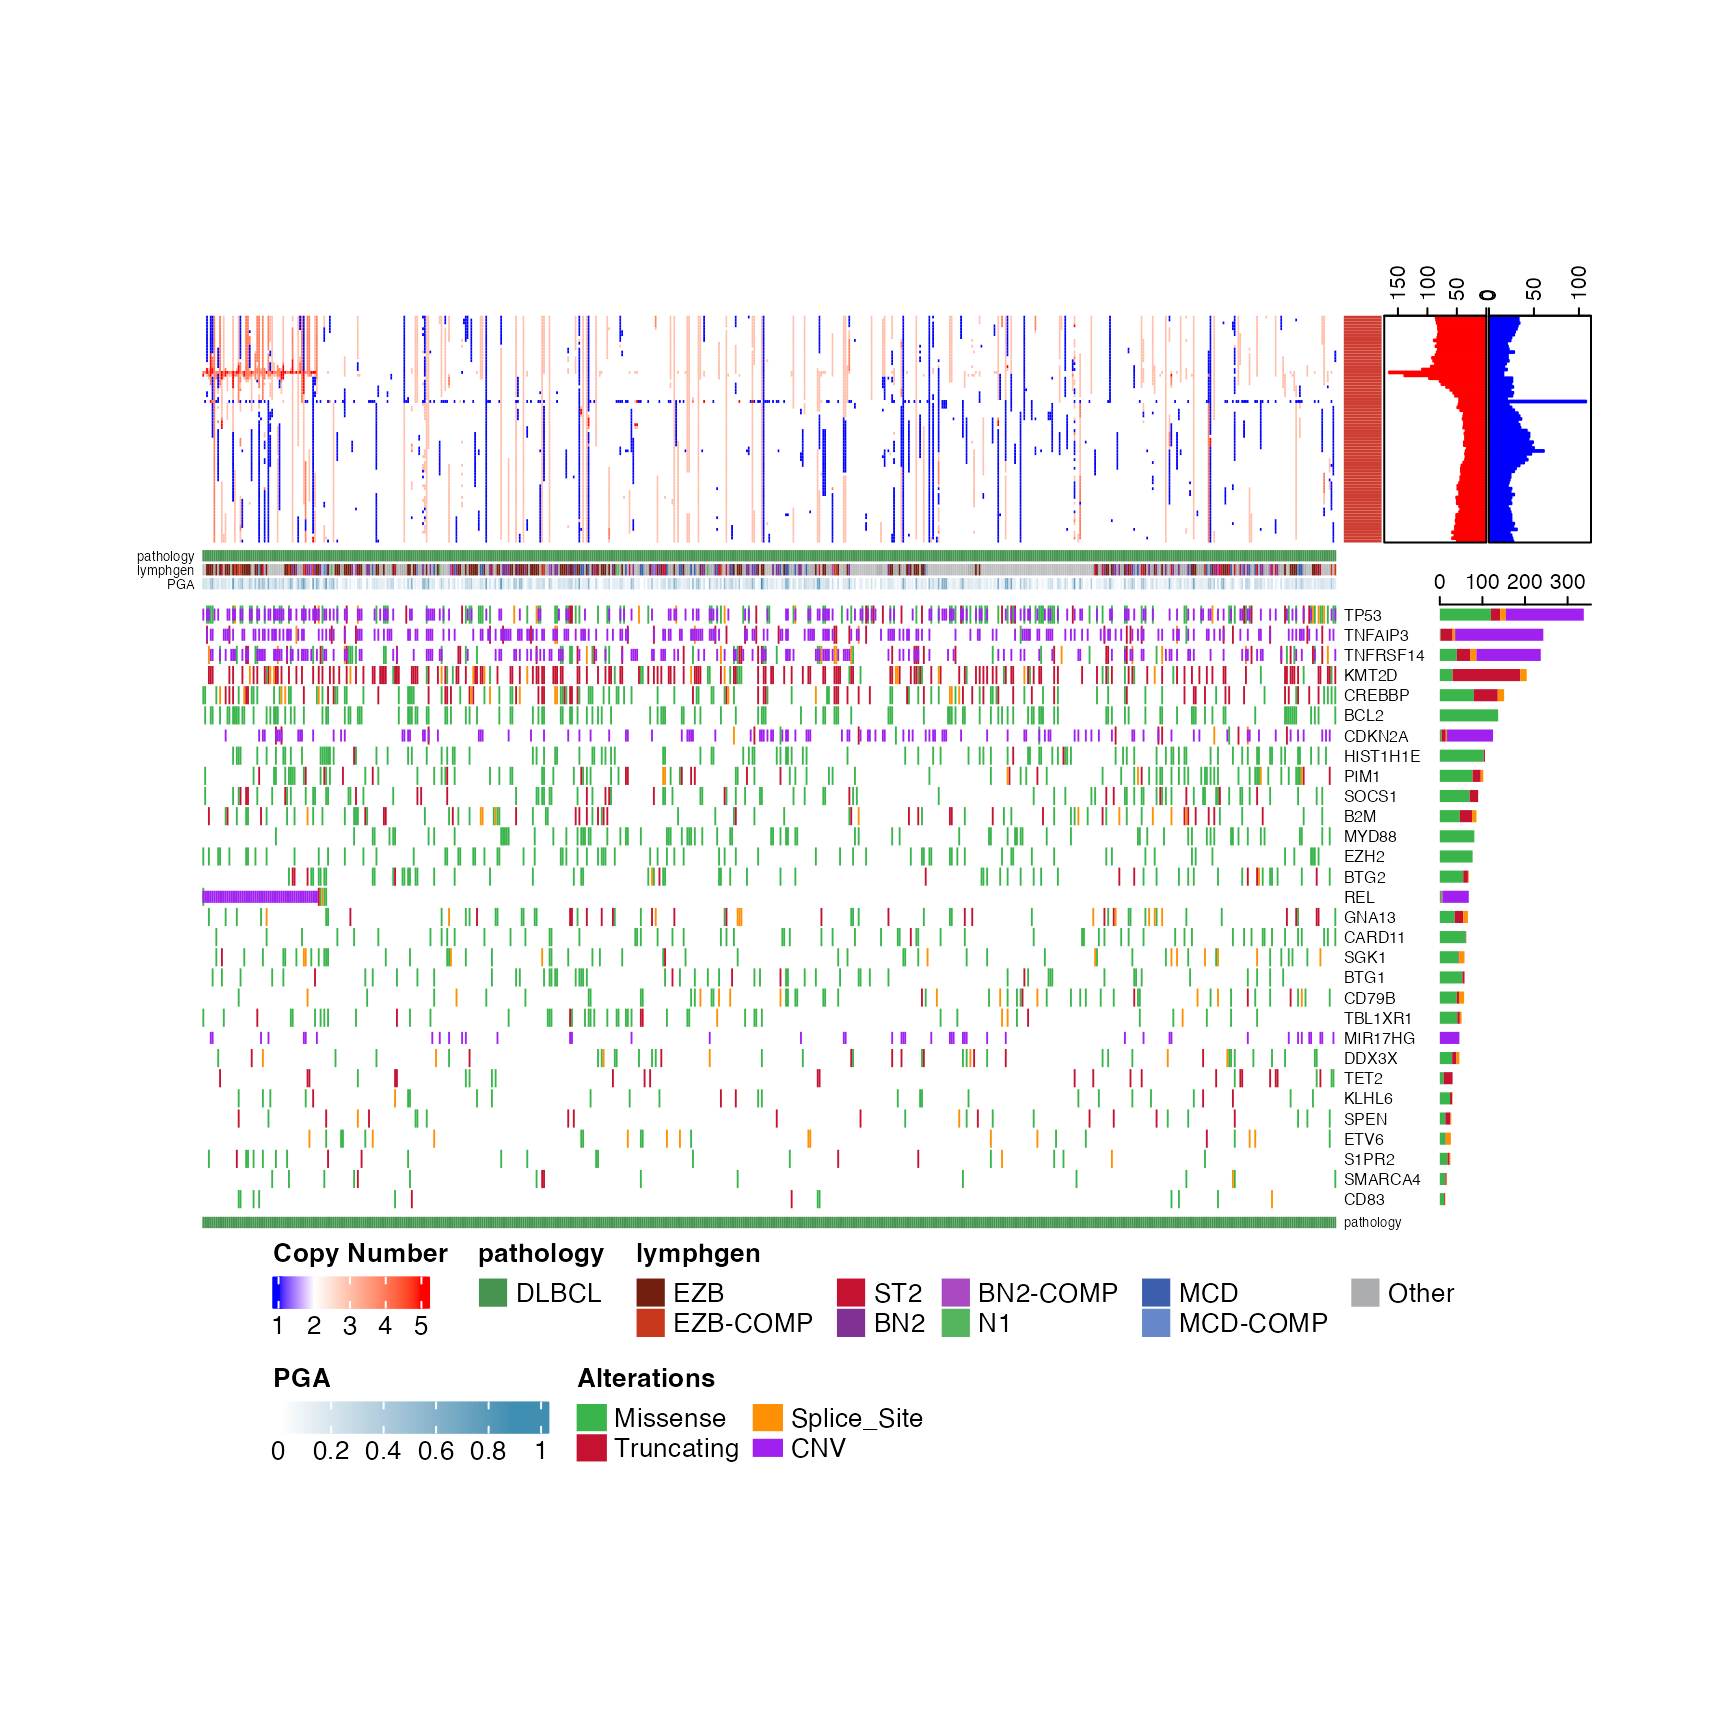 150 100 50 0 0 50 100
pathology
lymphgen
PGA
0 100 200 300
TP53
TNFAIP3
TNFRSF14
KMT2D
CREBBP
BCL2
CDKN2A
HIST1H1E
PIM1
SOCS1
B2M
MYD88
EZH2
BTG2
REL
GNA13
CARD11
SGK1
BTG1
CD79B
TBL1XR1
MIR17HG
DDX3X
TET2
KLHL6
SPEN
ETV6
S1PR2
SMARCA4
CD83
pathology
Copy Number pathology lymphgen
DLBCL EZB ST2 BN2-COMP MCD Other
1 2 3 4 5 EZB-COMP BN2 N1 MCD-COMP
PGA Alterations
Missense Splice_Site
0 0.2 0.4 0.6 0.8 1 Truncating CNV